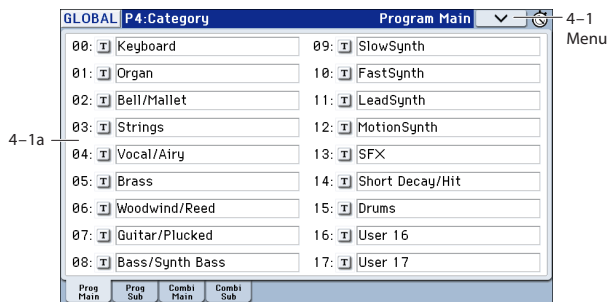 GLOBAL P4:Category Program Main
4–1
Menu
00: T Keyboard
01: T Organ
02: T Bell/Mallet
03: T Strings
4–1a
04: T Vocal/Airy
05: T Brass
06: T Woodwind/Reed
07: T Guitar/Plucked
08: T Bass/Synth Bass
09: T SlowSynth
10: T FastSynth
11: T LeadSynth
12: T MotionSynth
13: T SFX
14: T Short Decay/Hit
15: T Drums
16: T User 16
17: T User 17
Prog Main
Prog Sub
Combi Main
Combi Sub